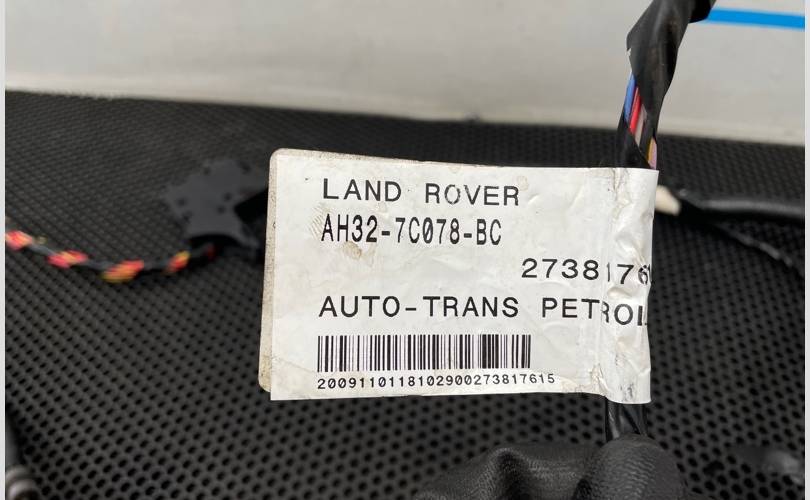 LAND ROVER
AH32-7C078-BC
2738176
AUTO-TRANS PETROL
2009110118102900273817615